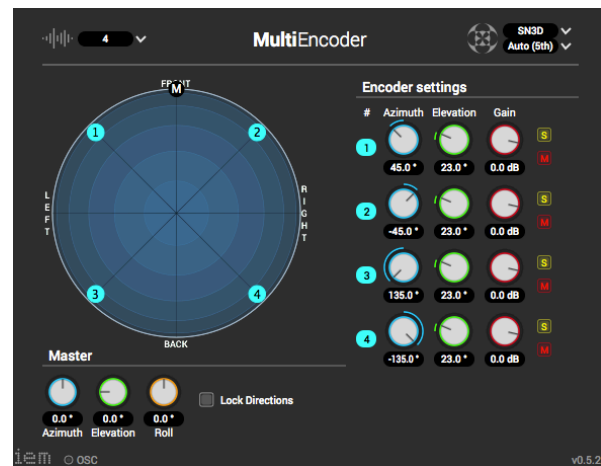 4
MultiEncoder
SN3D
Auto (5th)
FRONT
M
1
2
LEFT
RIGHT
3
4
BACK
Encoder settings
# Azimuth Elevation Gain
1
S
M
45.0° 23.0° 0.0 dB
2
S
M
-45.0° 23.0° 0.0 dB
3
S
M
135.0° 23.0° 0.0 dB
4
S
M
-135.0° 23.0° 0.0 dB
Master
Lock Directions
0.0° 0.0° 0.0°
Azimuth Elevation Roll
iem OSC v0.5.2